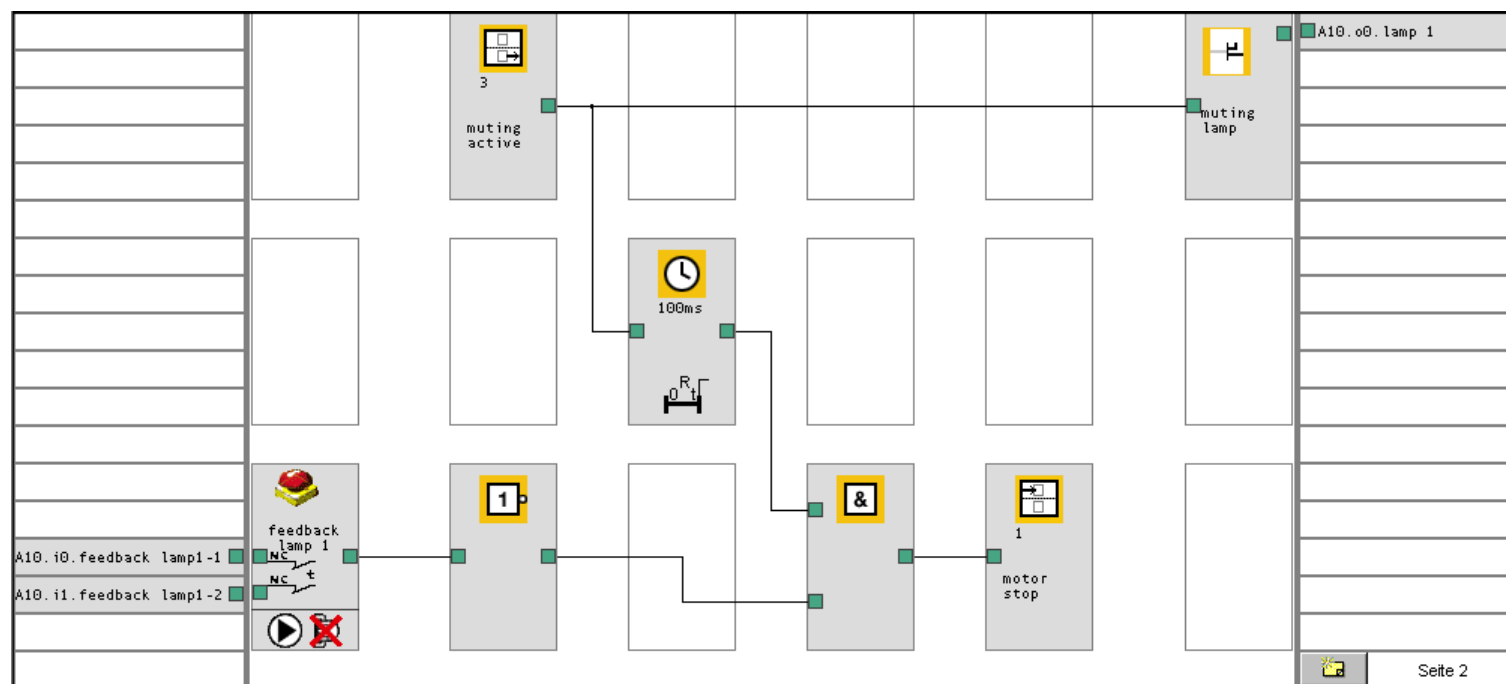 A10.o0.lamp 1
3
muting
active
muting
lamp
100ms
0 R t
feedback
lamp 1
1
&
1
A10.i0.feedback lamp1-1
NC
t
A10.i1.feedback lamp1-2
NC
motor
stop
Seite 2